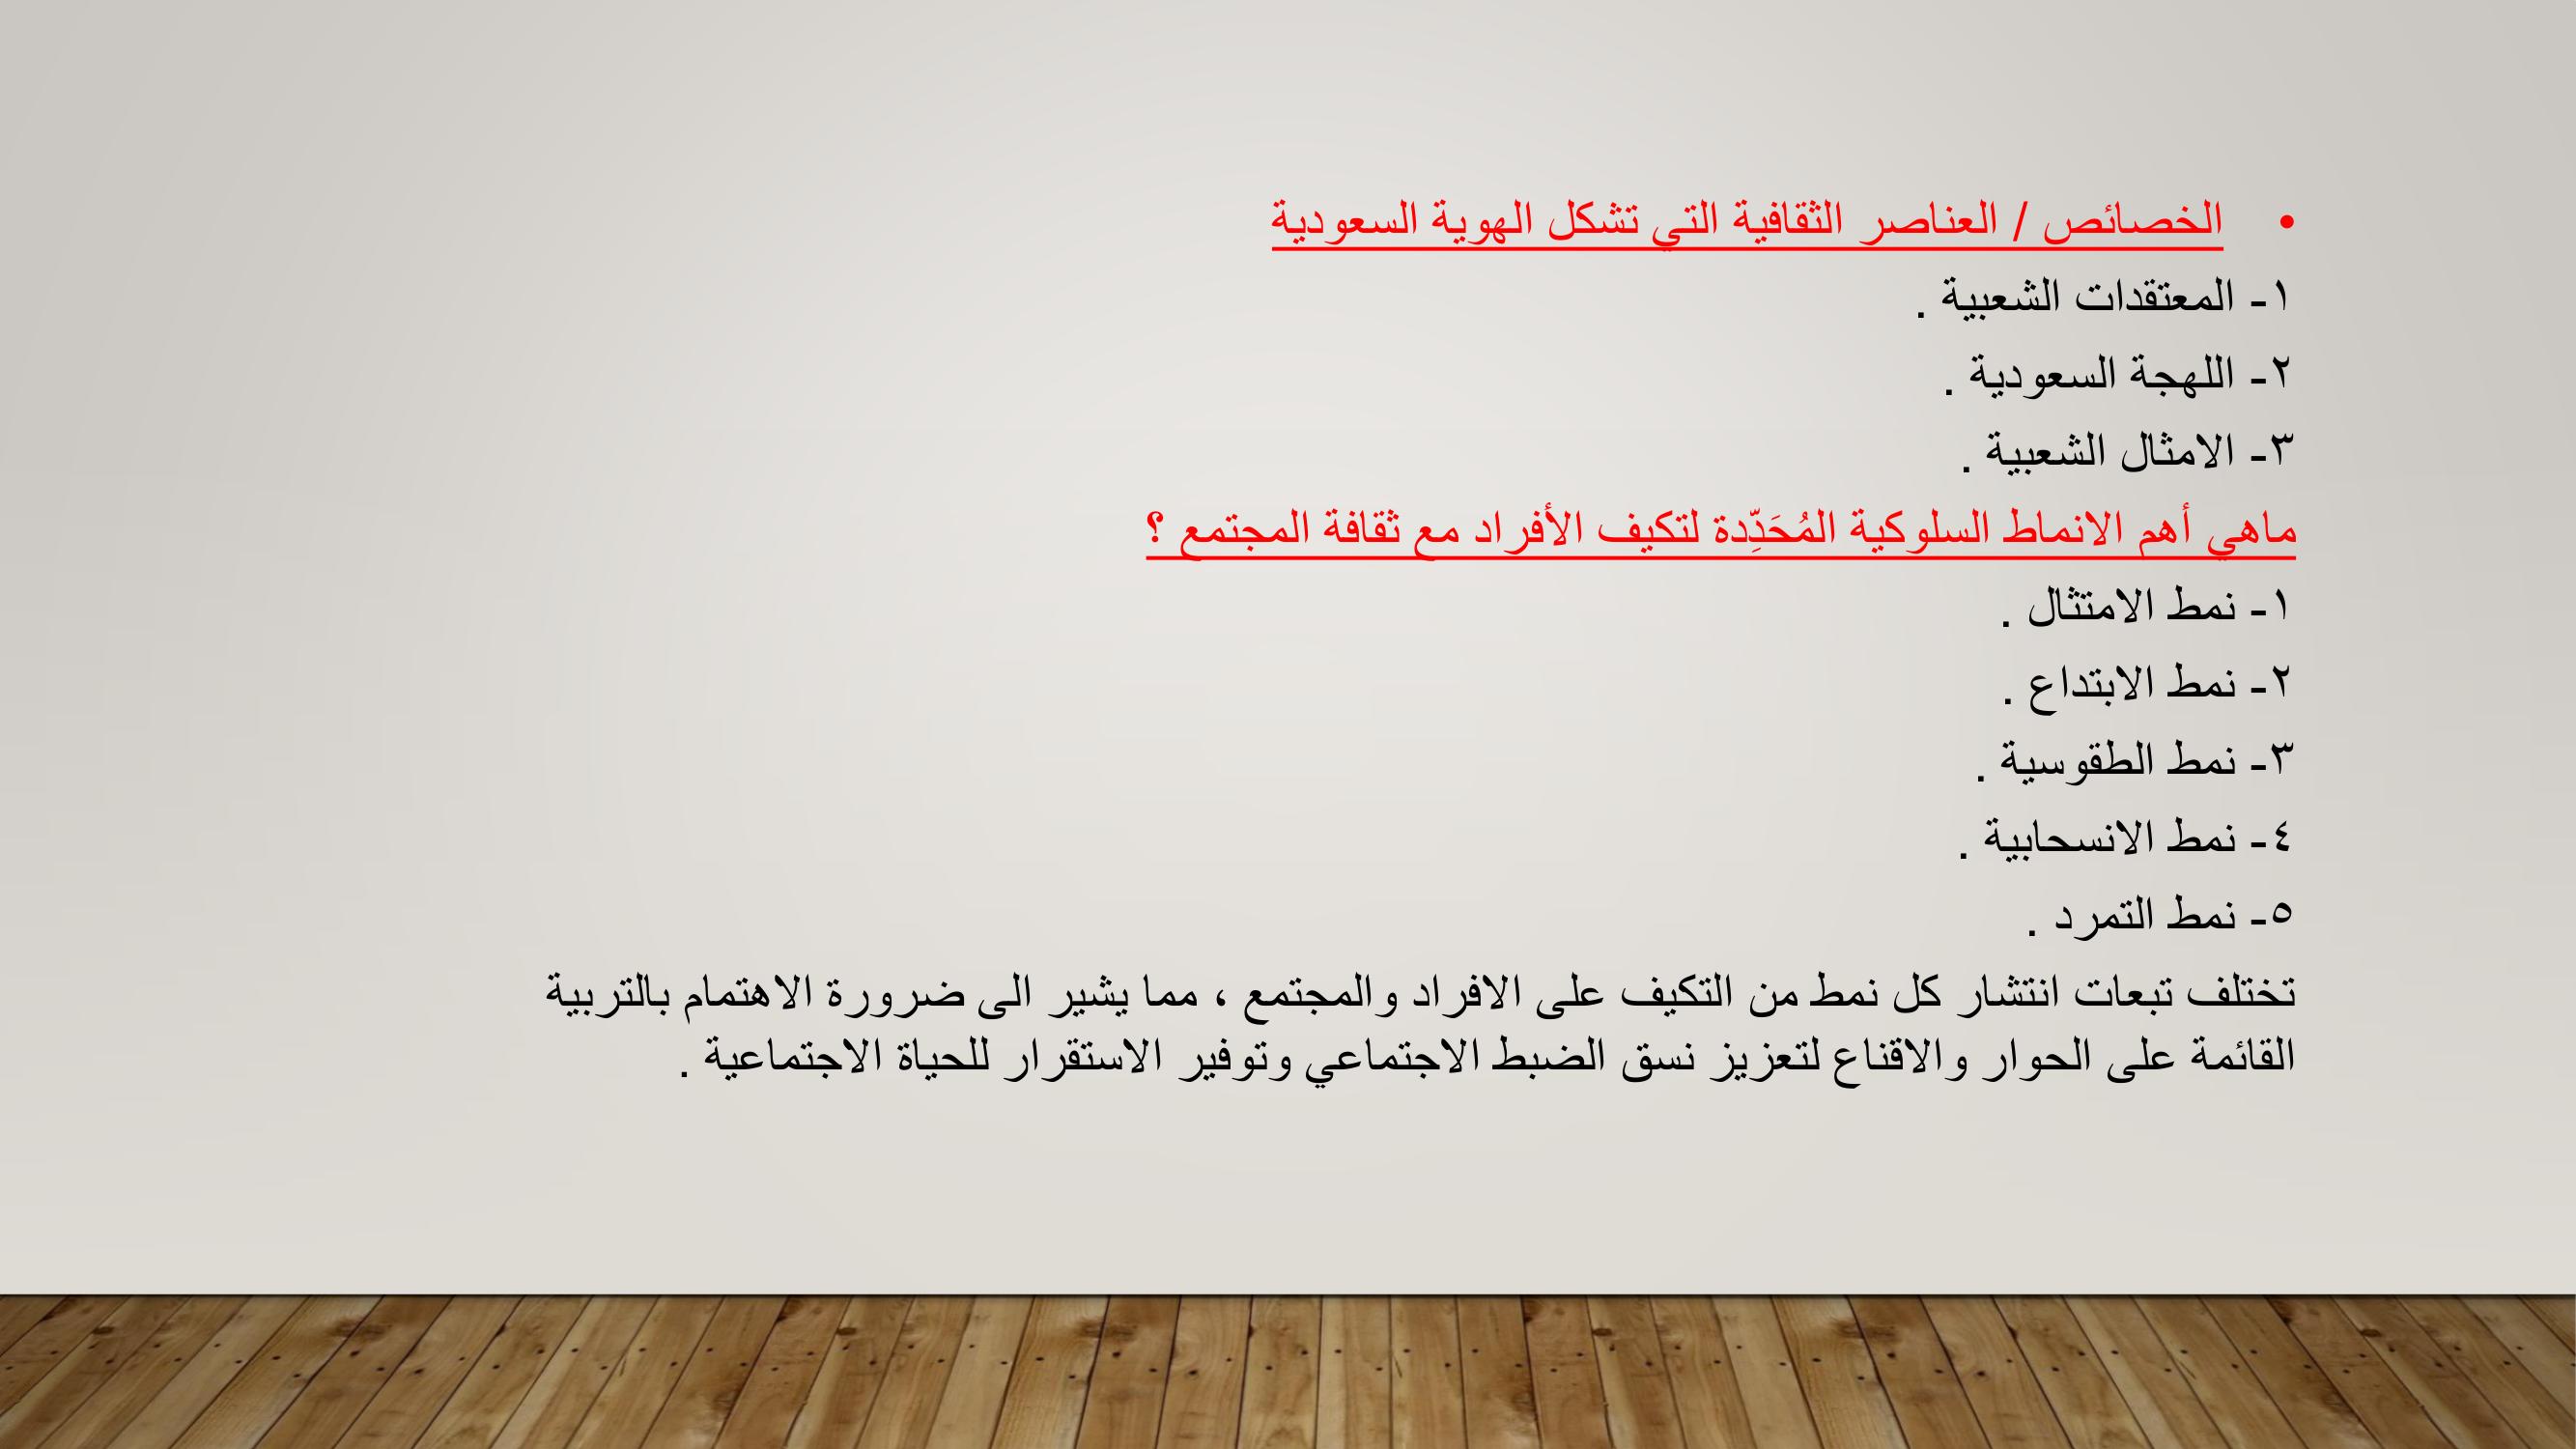 • الخصائص / العناصر الثقافية التي تشكل الهوية السعودية
١- المعتقدات الشعبية .
٢- اللهجة السعودية .
٣- الامثال الشعبية .
ماهي أهم الانماط السلوكية المُحَدِّدة لتكيف الأفراد مع ثقافة المجتمع ؟
١- نمط الامتثال .
٢- نمط الابتداع .
٣- نمط الطقوسية .
٤- نمط الانسحابية .
٥- نمط التمرد .
تختلف تبعات انتشار كل نمط من التكيف على الافراد والمجتمع ، مما يشير الى ضرورة الاهتمام بالتربية
القائمة على الحوار والاقناع لتعزيز نسق الضبط الاجتماعي وتوفير الاستقرار للحياة الاجتماعية .